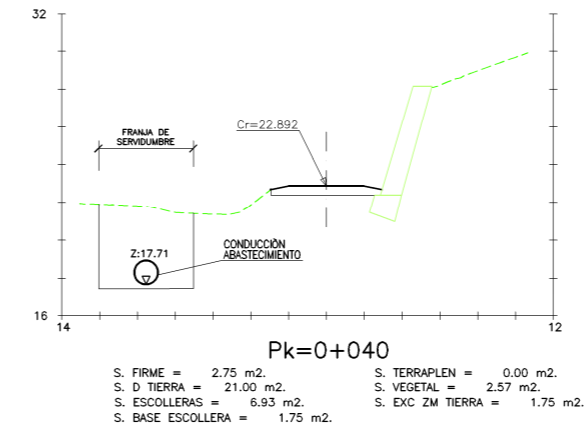 32
Cr=22.892
FRANJA DE
SERVIDUMBRE
Z:17.71
CONDUCCIÒN
ABASTECIMIENTO
16
14
12
Pk=0+040
S. FIRME = 2.75 m2.
S. D TIERRA = 21.00 m2.
S. ESCOLLERAS = 6.93 m2.
S. BASE ESCOLLERA = 1.75 m2.
S. TERRAPLEN = 0.00 m2.
S. VEGETAL = 2.57 m2.
S. EXC ZM TIERRA = 1.75 m2.